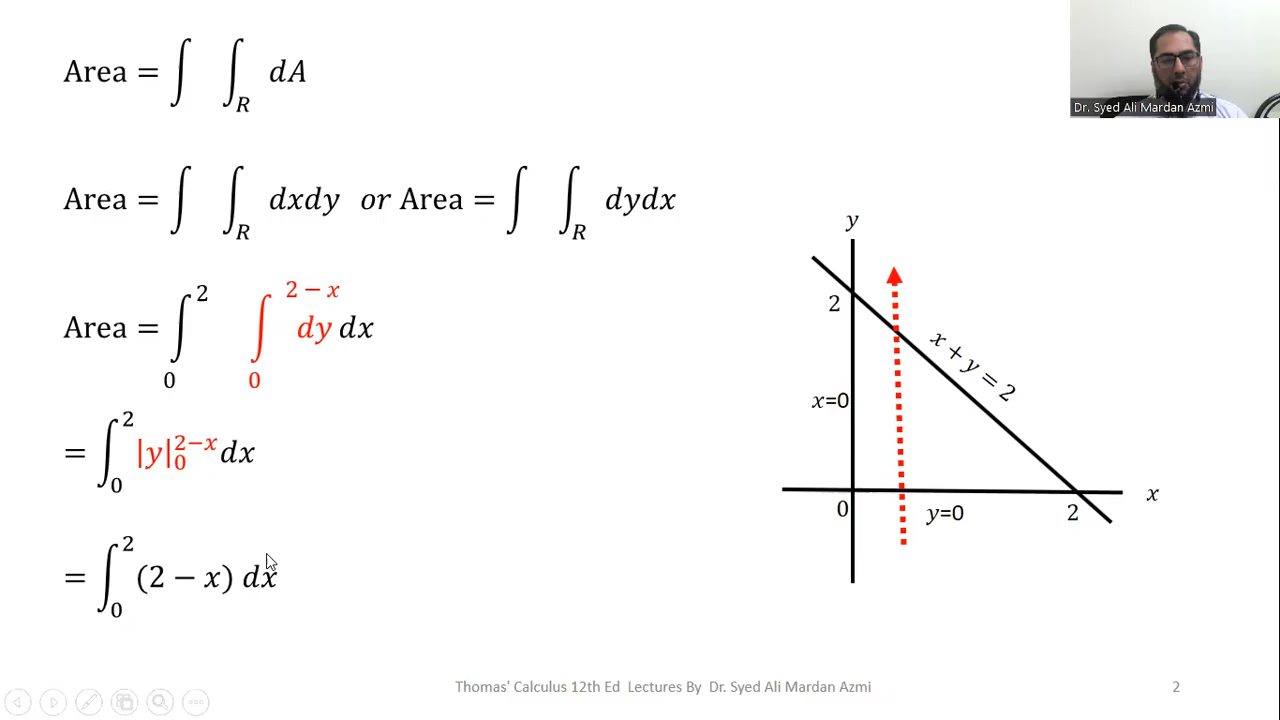 Area = ∫ ∫_R dA
Dr. Syed Ali Mardan Azmi
Area = ∫ ∫_R dxdy or Area = ∫ ∫_R dydx
Area = ∫_0^2 ∫_0^{2−x} dy dx
= ∫_0^2 |y|_0^{2−x} dx
= ∫_0^2 (2 − x) dx
y
2
x + y = 2
x=0
x
0
y=0
2
Thomas' Calculus 12th Ed Lectures By Dr. Syed Ali Mardan Azmi
2